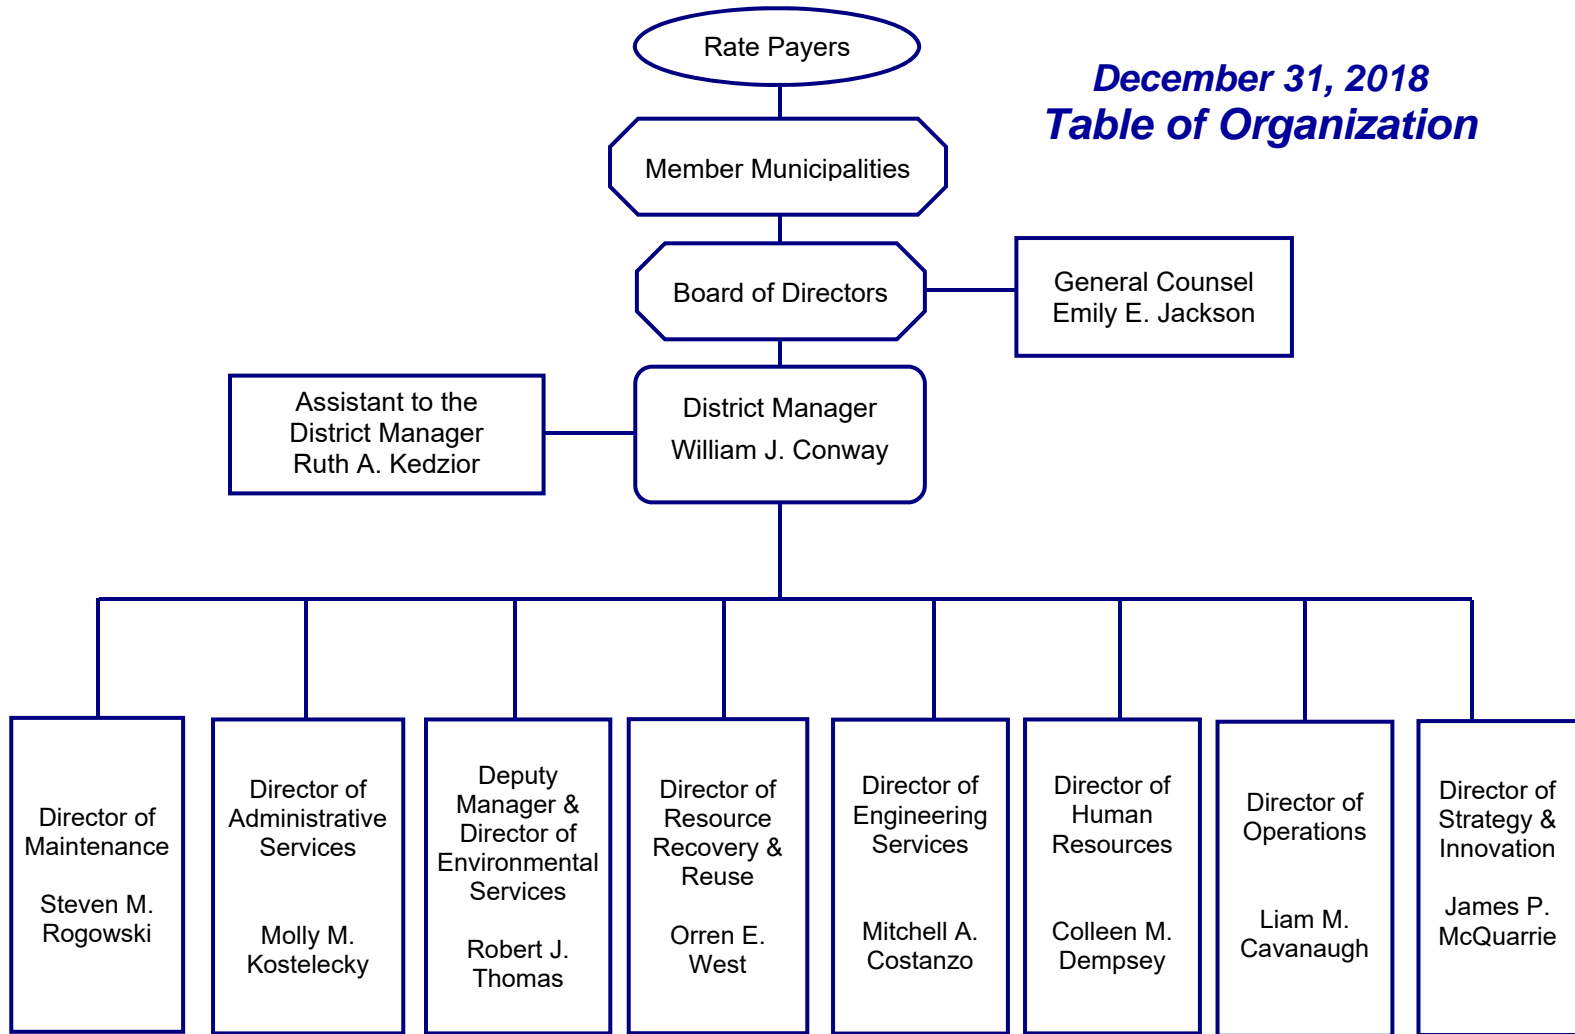 Rate Payers
December 31, 2018
Table of Organization
Member Municipalities
Board of Directors
General Counsel
Emily E. Jackson
Assistant to the
District Manager
Ruth A. Kedzior
District Manager
William J. Conway
Director of
Maintenance
Steven M.
Rogowski
Director of
Administrative
Services
Molly M.
Kostelecky
Deputy
Manager &
Director of
Environmental
Services
Robert J.
Thomas
Director of
Resource
Recovery &
Reuse
Orren E.
West
Director of
Engineering
Services
Mitchell A.
Costanzo
Director of
Human
Resources
Colleen M.
Dempsey
Director of
Operations
Liam M.
Cavanaugh
Director of
Strategy &
Innovation
James P.
McQuarrie